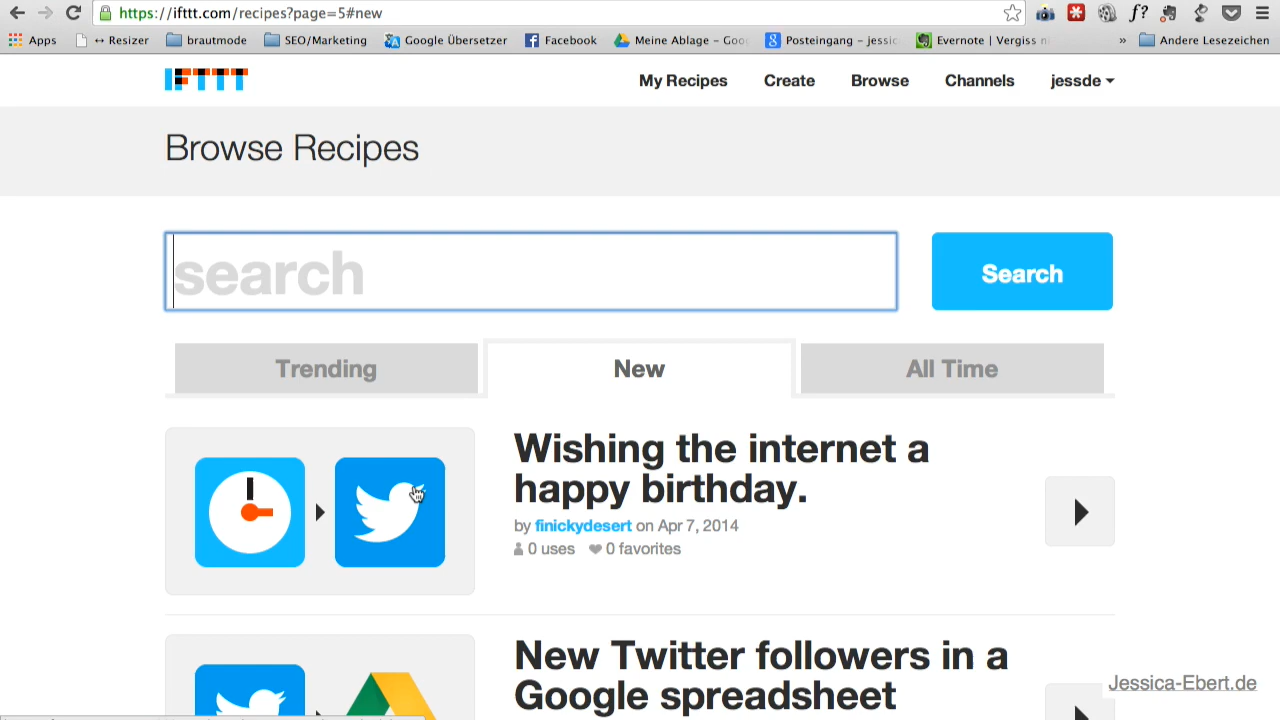 https://ifttt.com/recipes?page=5#new
f?
Apps
↔ Resizer
brautmode
SEO/Marketing
Google Übersetzer
Facebook
Meine Ablage – Goo
Posteingang – jessic
Evernote | Vergiss
»
Andere Lesezeichen
IFTTT
My Recipes
Create
Browse
Channels
jessde
Browse Recipes
search
Search
Trending
New
All Time
Wishing the internet a
happy birthday.
by finickydesert on Apr 7, 2014
0 uses 0 favorites
New Twitter followers in a
Google spreadsheet
Jessica-Ebert.de